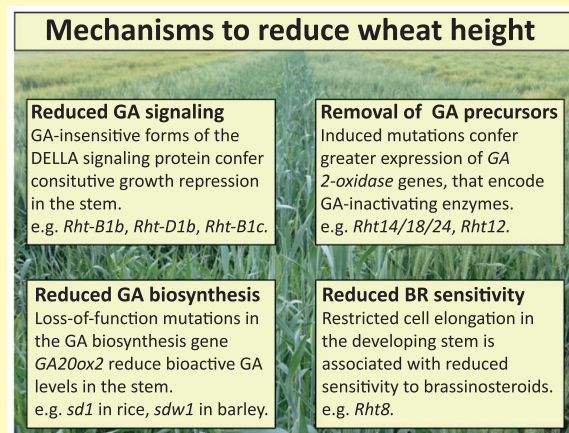 Mechanisms to reduce wheat height
Reduced GA signaling
GA-insensitive forms of the
DELLA signaling protein confer
consitutive growth repression
in the stem.
e.g. Rht-B1b, Rht-D1b, Rht-B1c.
Removal of  GA precursors
Induced mutations confer
greater expression of GA
2-oxidase genes, that encode
GA-inactivating enzymes.
e.g. Rht14/18/24, Rht12.
Reduced GA biosynthesis
Loss-of-function mutations in
the GA biosynthesis gene
GA20ox2 reduce bioactive GA
levels in the stem.
e.g. sd1 in rice, sdw1 in barley.
Reduced BR sensitivity
Restricted cell elongation in
the developing stem is
associated with reduced
sensitivity to brassinosteroids.
e.g. Rht8.